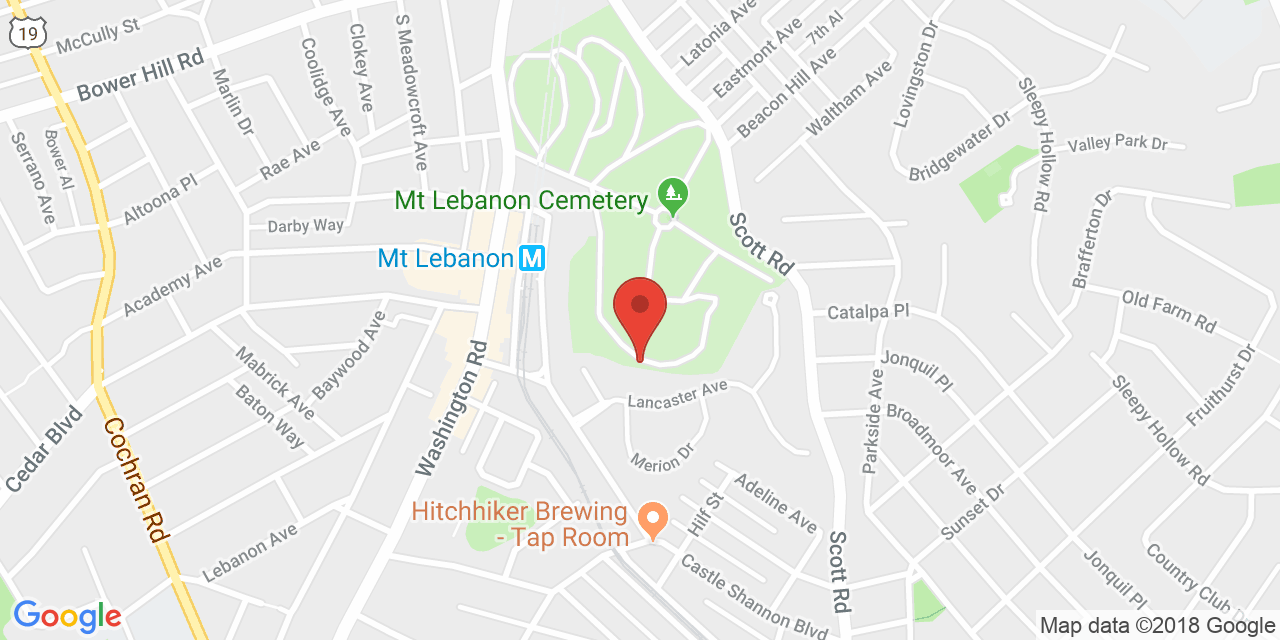 19
McCully St
Bower Hill Rd
Marlin Dr
Coolidge Ave
Clokey Ave
S Meadowcroft Ave
Serrano Ave
Bower Al
Altoona Pl
Rae Ave
Darby Way
Academy Ave
Mt Lebanon M
Mt Lebanon Cemetery
Latonia Ave
Eastmont Ave
7th Al
Beacon Hill Ave
Waltham Ave
Lovingston Dr
Bridgewater Dr
Sleepy Hollow Rd
Valley Park Dr
Brafferton Dr
Scott Rd
Catalpa Pl
Old Farm Rd
Jonquil Pl
Fruithurst Dr
Parkside Ave
Broadmoor Ave
Sleepy Hollow Rd
Sunset Dr
Baywood Ave
Mabrick Ave
Baton Way
Washington Rd
Cedar Blvd
Cochran Rd
Lebanon Ave
Lancaster Ave
Merion Dr
Hitchhiker Brewing
- Tap Room
Hilf St
Adeline Ave
Castle Shannon Blvd
Scott Rd
Jonquil Pl
Country Club D
Google
Map data ©2018 Google